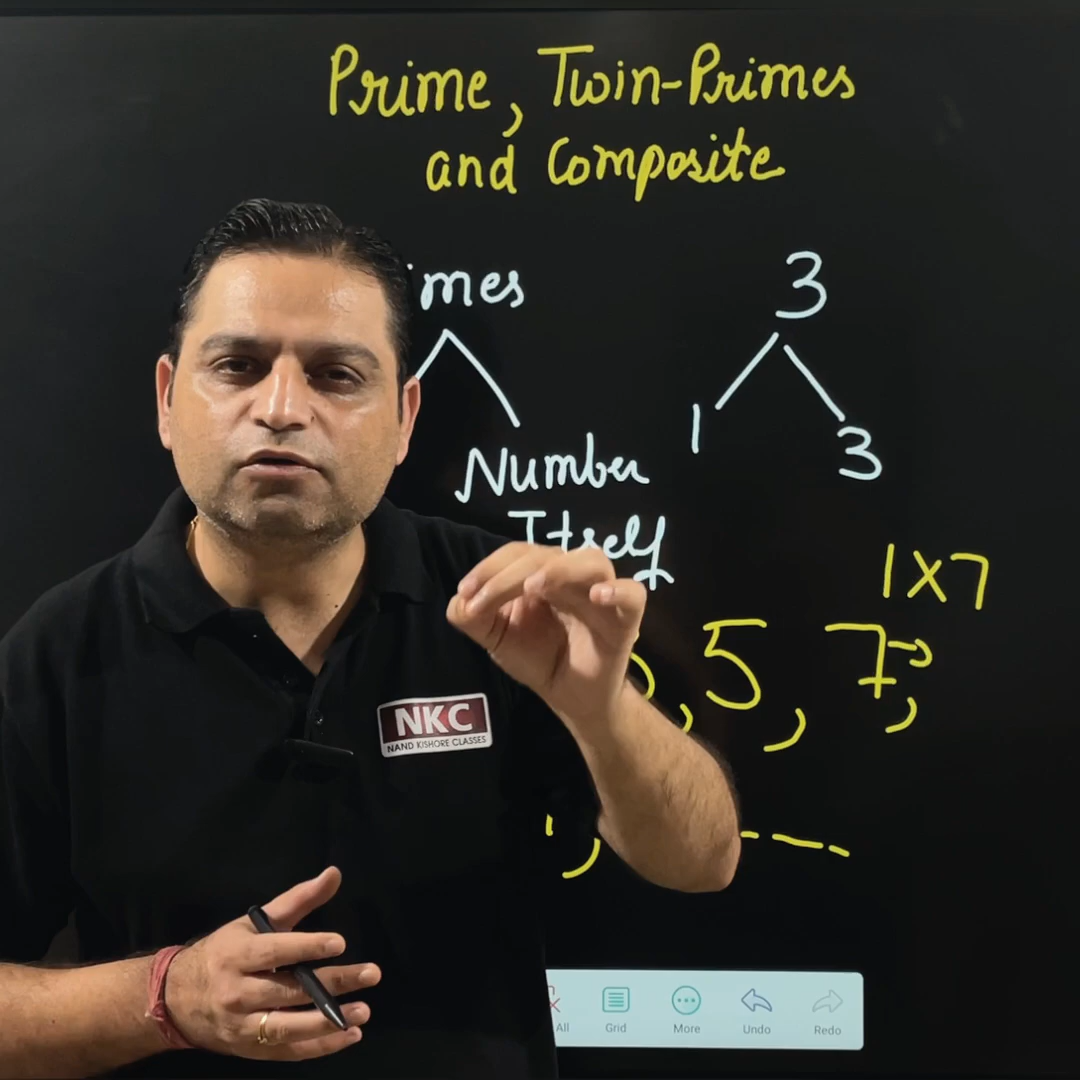 Prime, Twin-Primes
and Composite
imes
3
1
3
Number
Itself
1x7
, 5, 7,
NKC
NAND KISHORE CLASSES
All
Grid
More
Undo
Redo